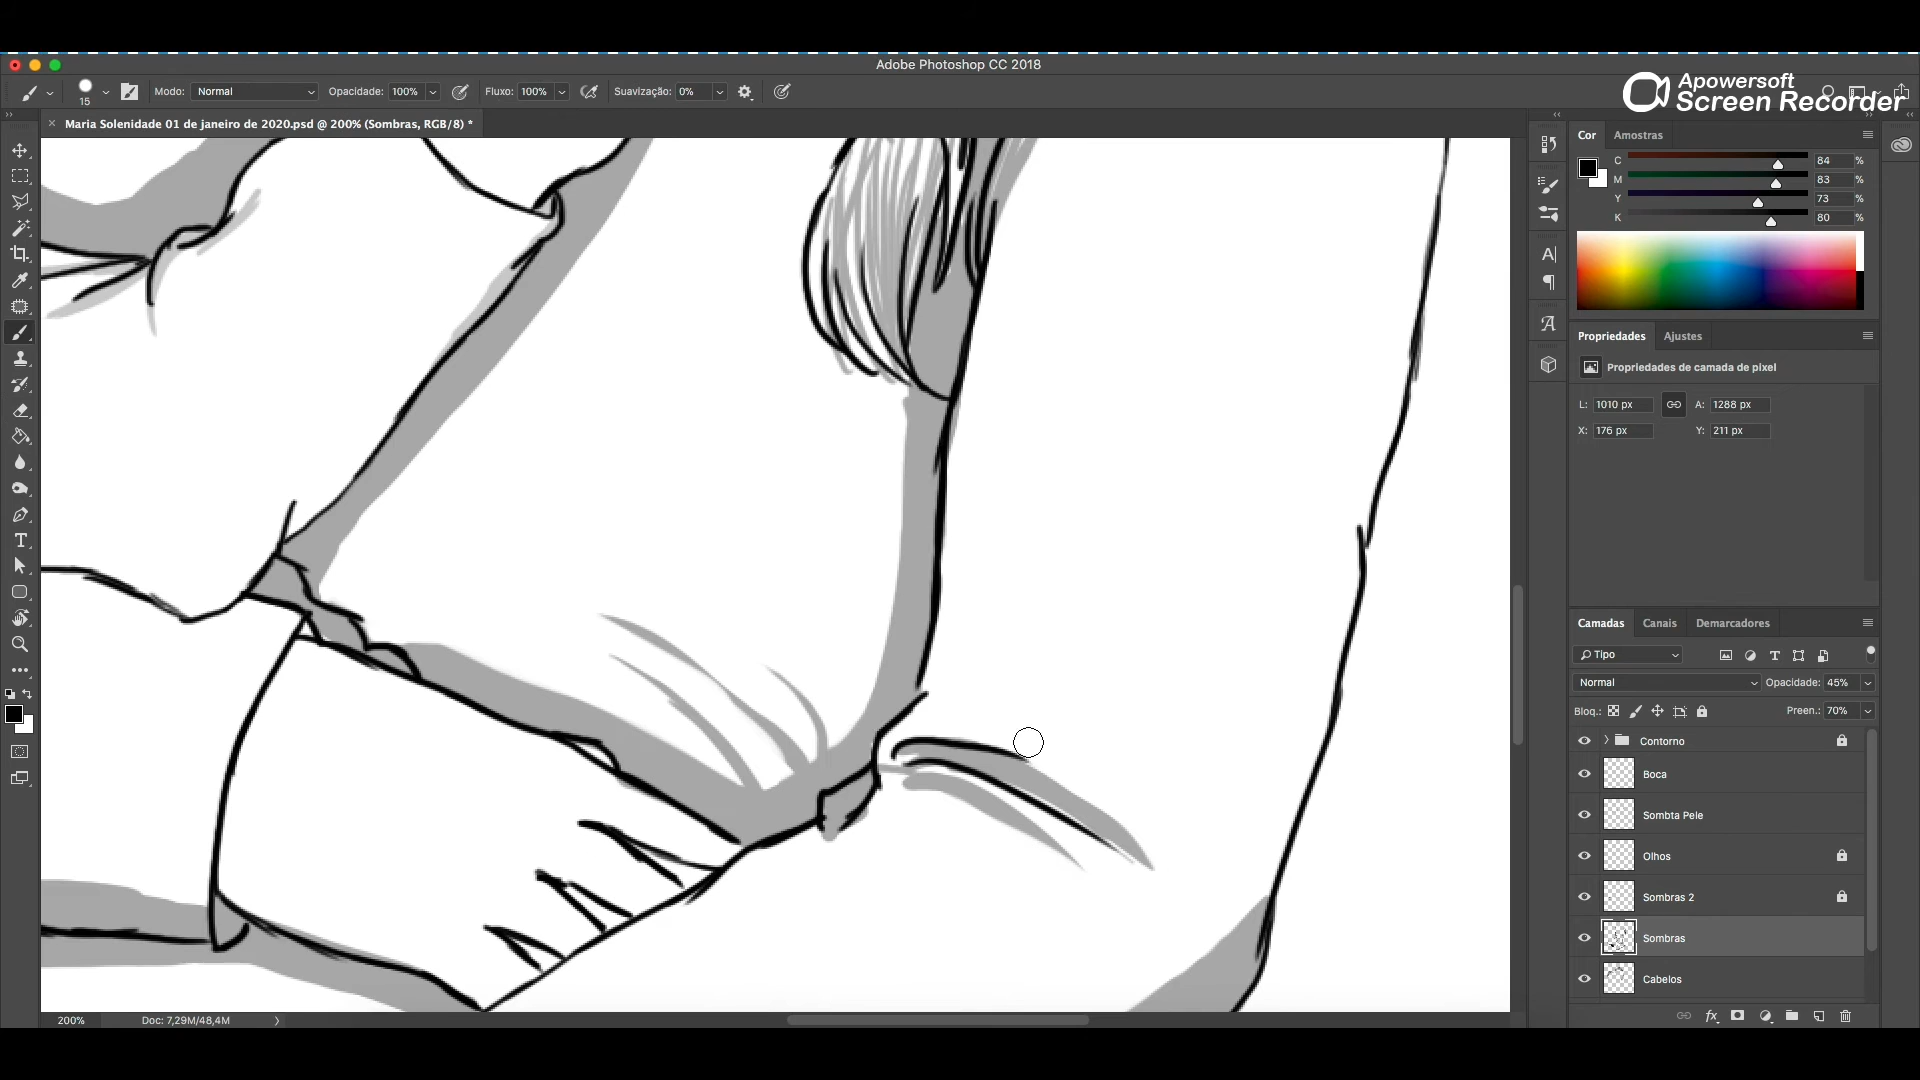 Adobe Photoshop CC 2018
Apowersoft
Screen Recorder
15
Modo: Normal Opacidade: 100% Fluxo: 100% Suavização: 0%
Maria Solenidade 01 de janeiro de 2020.psd @ 200% (Sombras, RGB/8) *
Cor Amostras
C 84 %
M 83 %
Y 73 %
K 80 %
Propriedades Ajustes
Propriedades de camada de pixel
L: 1010 px A: 1288 px
X: 176 px Y: 211 px
Camadas Canais Demarcadores
Tipo
Normal Opacidade: 45%
Bloq.: Preen.: 70%
Contorno
Boca
Sombta Pele
Olhos
Sombras 2
Sombras
Cabelos
200% Doc: 7,29M/48,4M